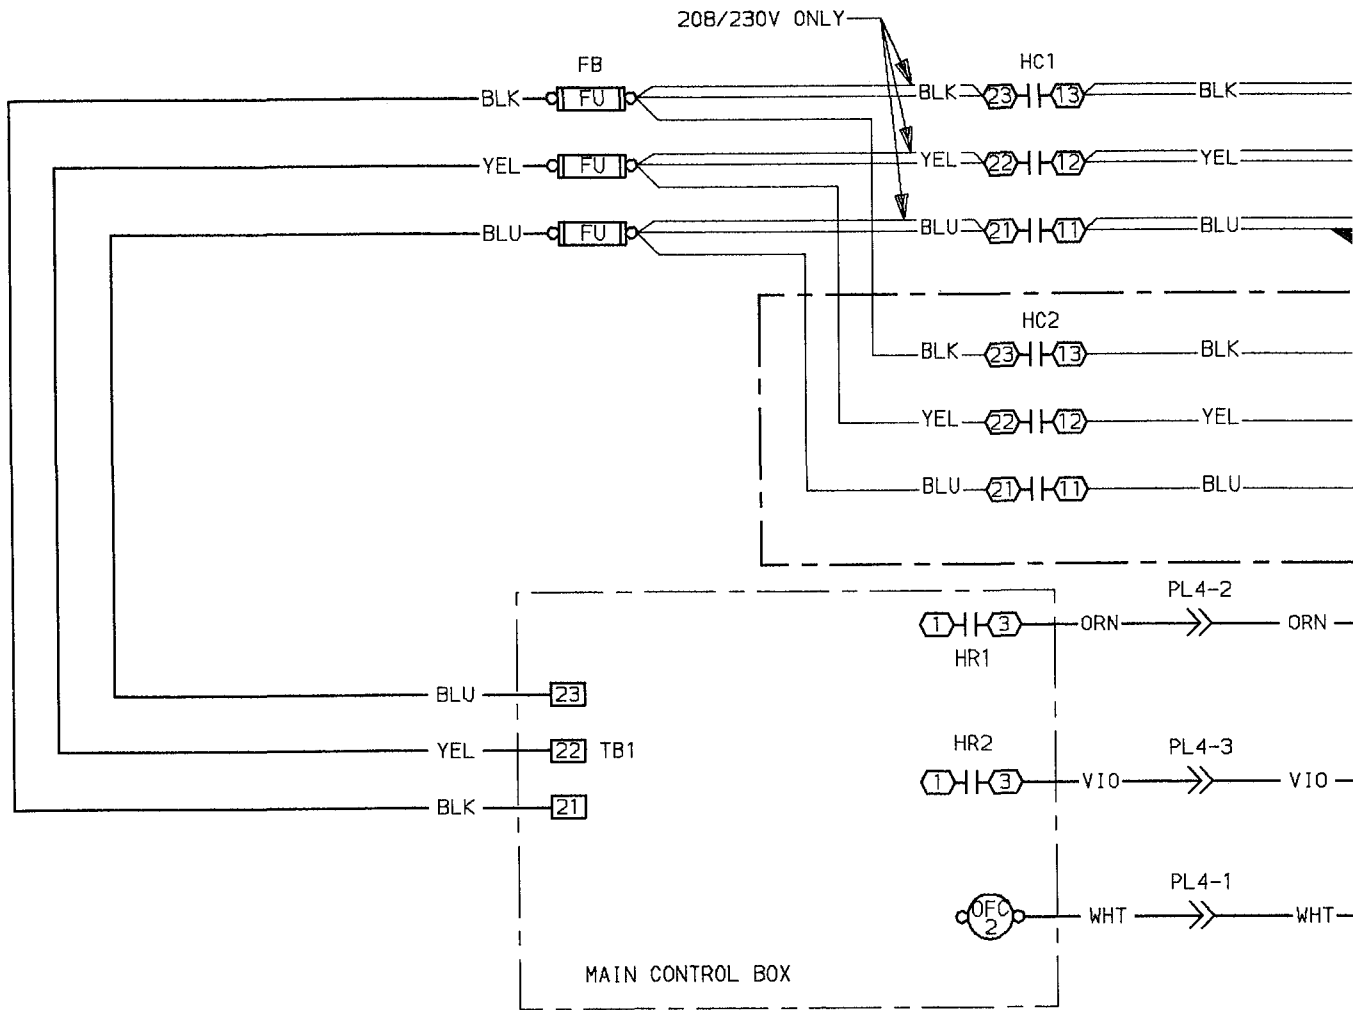 208/230V ONLY
FB
HC1
BLK FU BLK 23 13 BLK
YEL FU YEL 22 12 YEL
BLU FU BLU 21 11 BLU
HC2
BLK 23 13 BLK
YEL 22 12 YEL
BLU 21 11 BLU
PL4-2
1 3 ORN ORN
HR1
BLU 23
HR2
PL4-3
YEL 22 TB1
1 3 VIO VIO
BLK 21
PL4-1
OFC
2
WHT WHT
MAIN CONTROL BOX